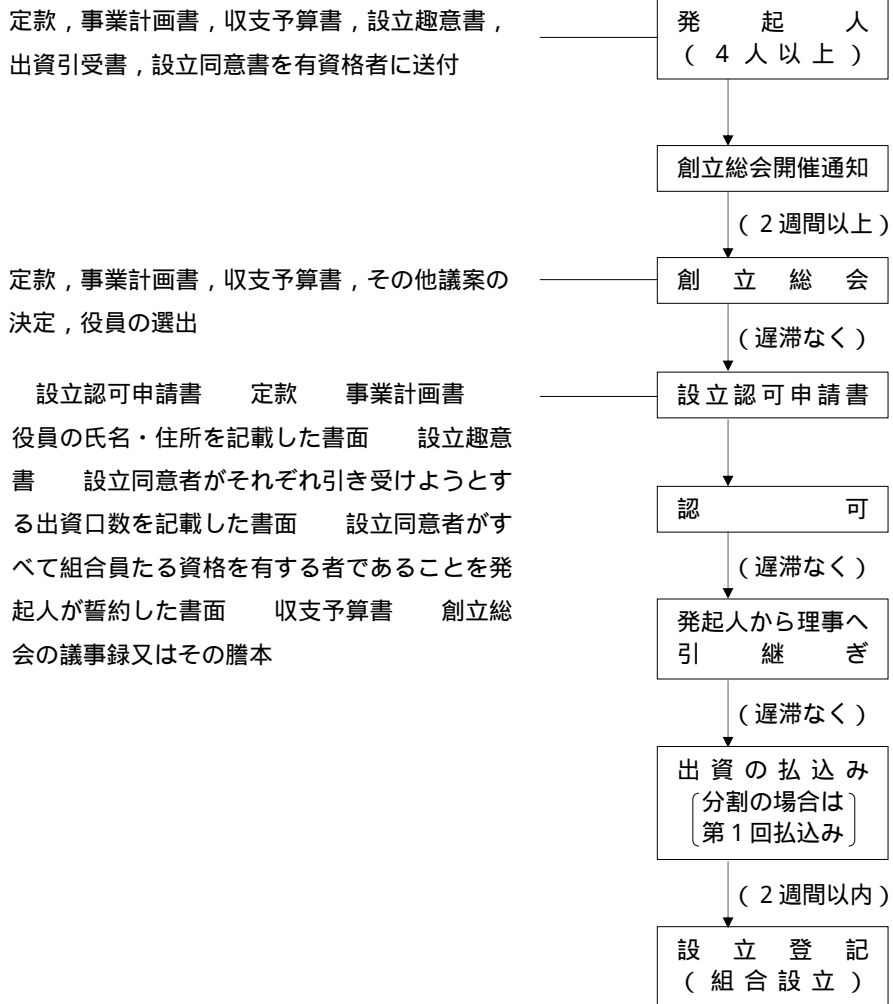 定款，事業計画書，収支予算書，設立趣意書，
出資引受書，設立同意書を有資格者に送付
発起人
（4人以上）
創立総会開催通知
（2週間以上）
定款，事業計画書，収支予算書，その他議案の
決定，役員の選出
創立総会
（遅滞なく）
設立認可申請書　　定款　　事業計画書
役員の氏名・住所を記載した書面　　設立趣意
書　　設立同意者がそれぞれ引き受けようとす
る出資口数を記載した書面　　設立同意者がす
べて組合員たる資格を有する者であることを発
起人が誓約した書面　　収支予算書　　創立総
会の議事録又はその謄本
設立認可申請書
認可
（遅滞なく）
発起人から理事へ
引継ぎ
（遅滞なく）
出資の払込み
分割の場合は
第1回払込み
（2週間以内）
設立登記
（組合設立）